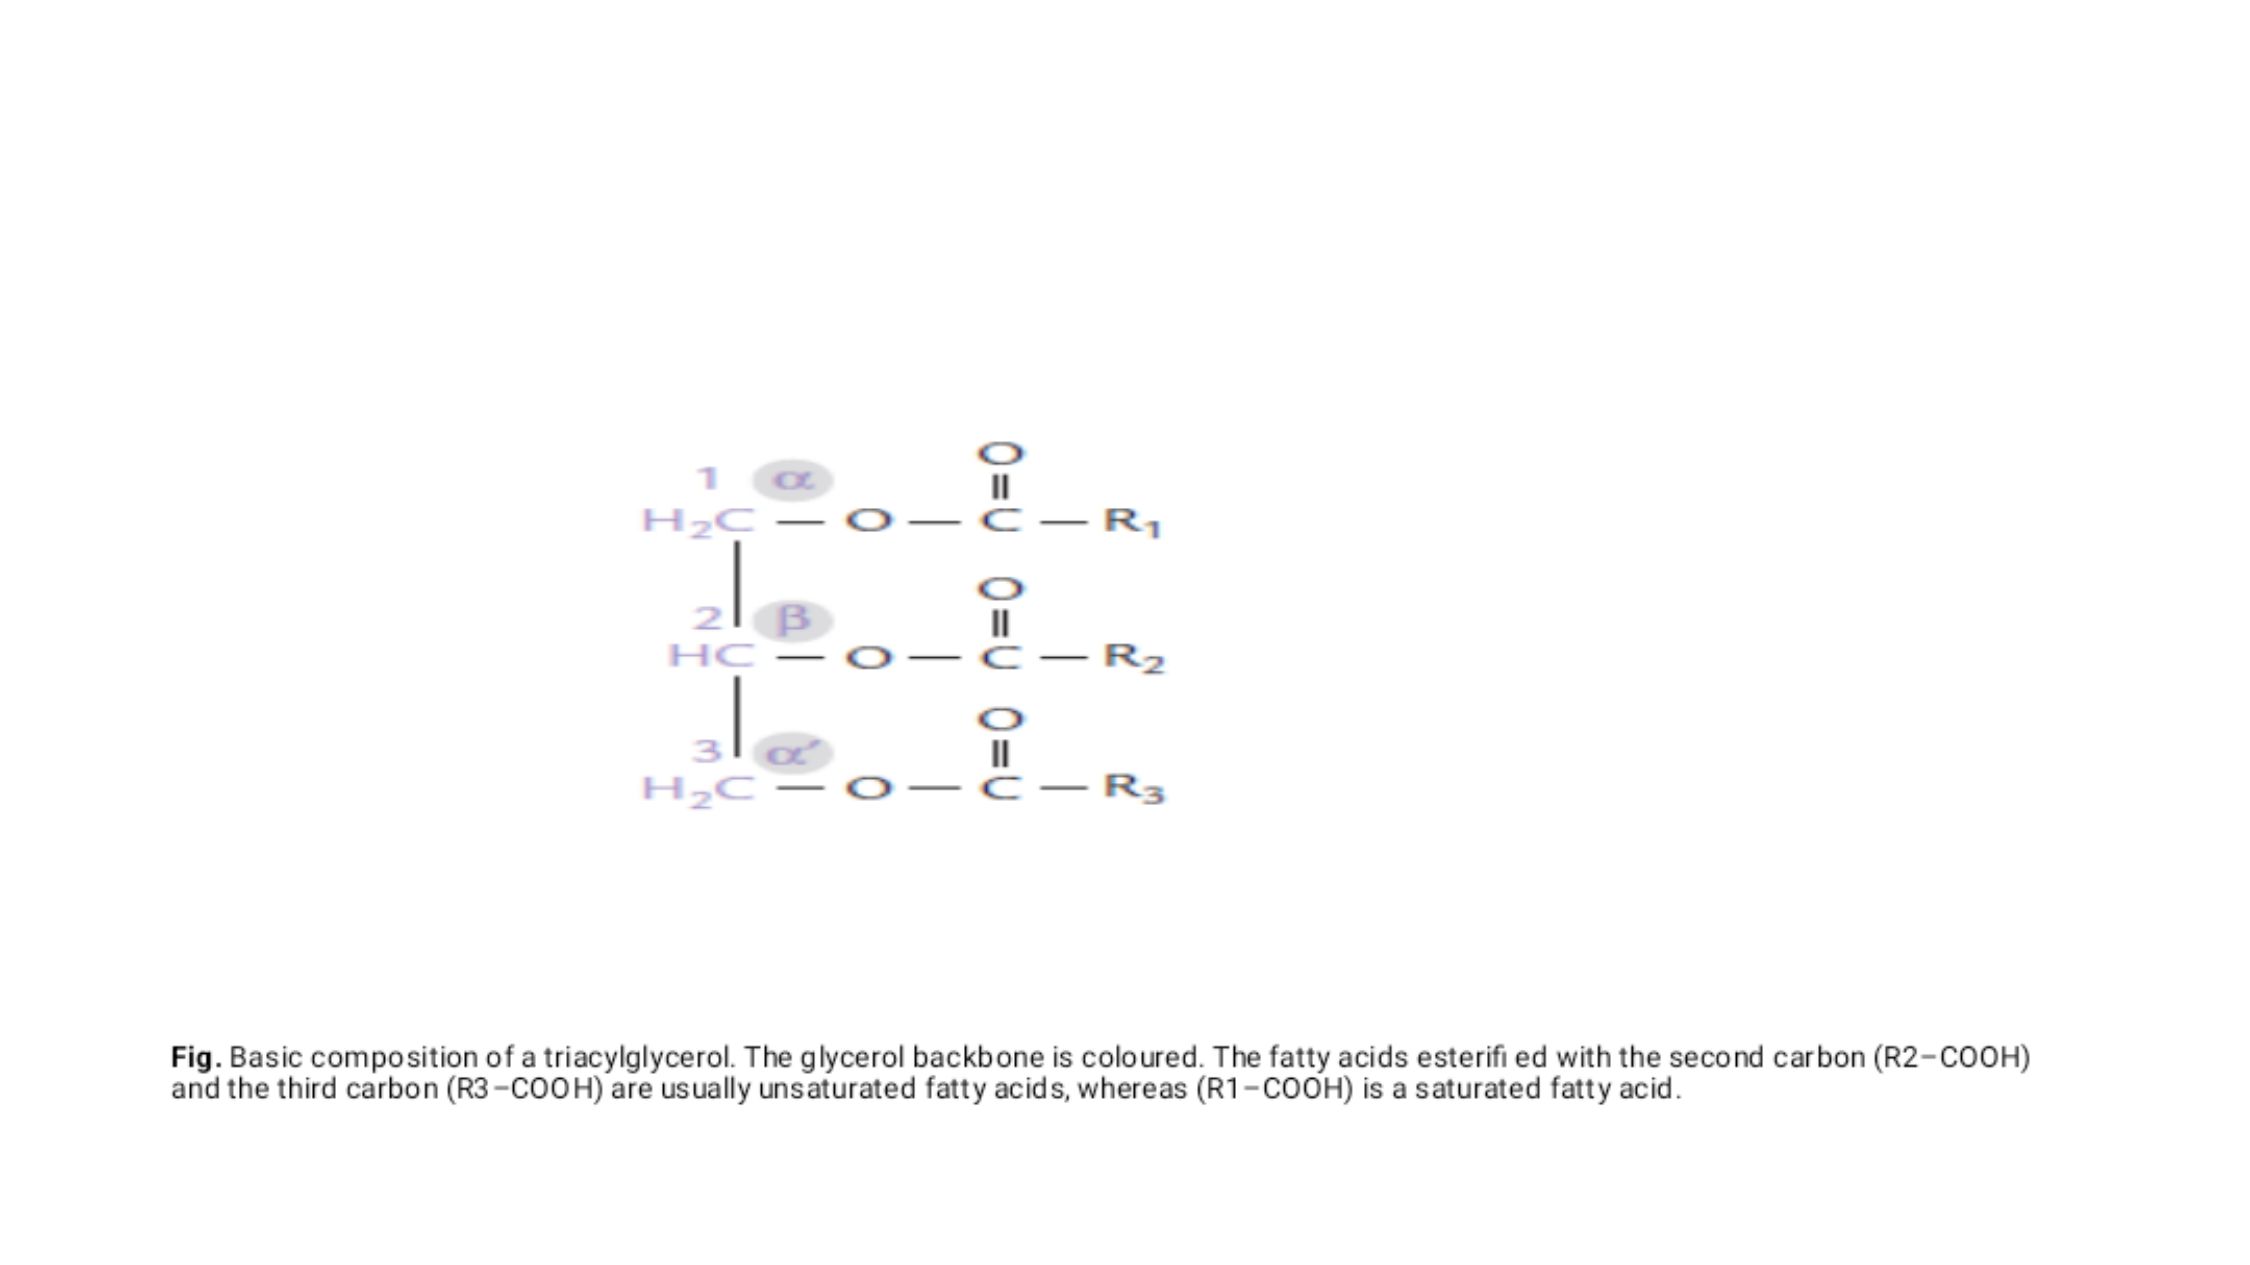 O
1 α
H₂C — O — C — R₁
O
2 β
HC — O — C — R₂
O
3 α′
H₂C — O — C — R₃
Fig. Basic composition of a triacylglycerol. The glycerol backbone is coloured. The fatty acids esterifi ed with the second carbon (R2–COOH)
and the third carbon (R3–COOH) are usually unsaturated fatty acids, whereas (R1–COOH) is a saturated fatty acid.